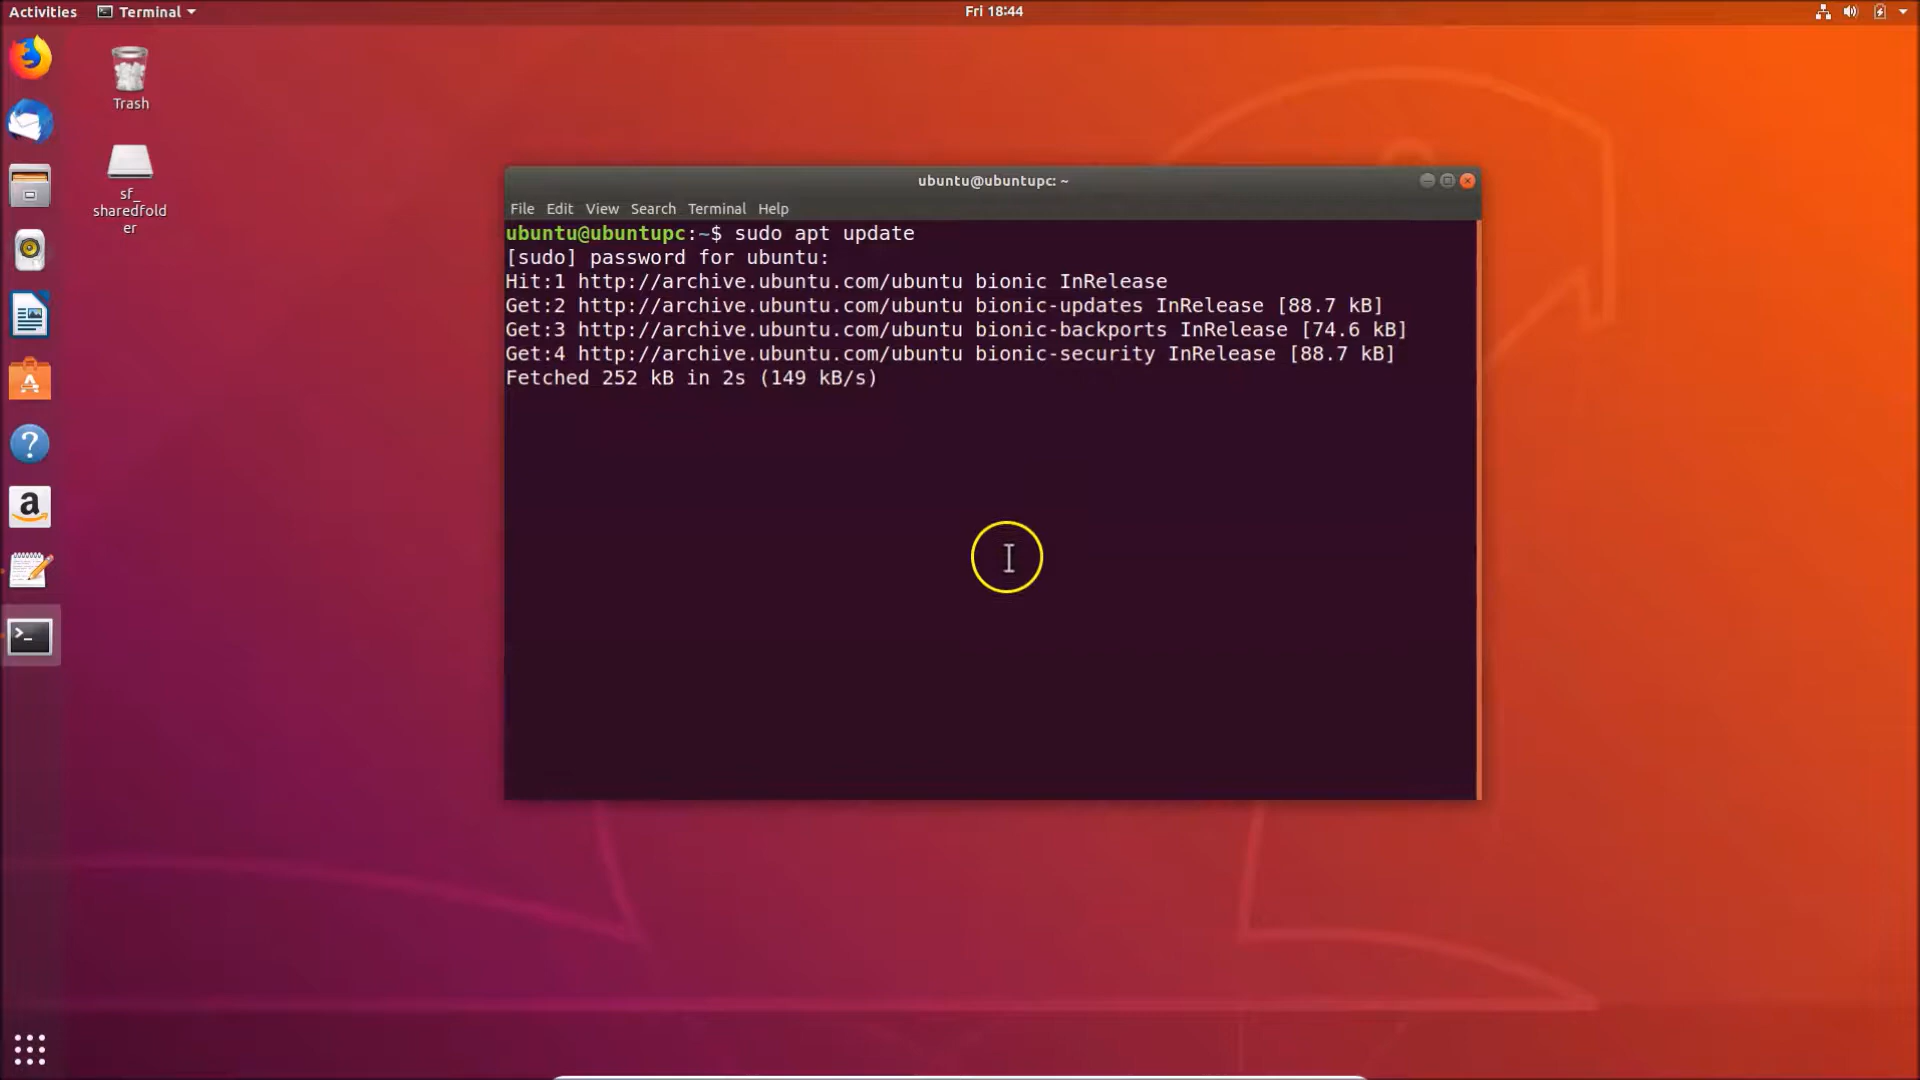 Activities
Terminal
Fri 18:44
Trash
sf_
sharedfold
er
ubuntu@ubuntupc: ~
File Edit View Search Terminal Help
ubuntu@ubuntupc:~$ sudo apt update
[sudo] password for ubuntu:
Hit:1 http://archive.ubuntu.com/ubuntu bionic InRelease
Get:2 http://archive.ubuntu.com/ubuntu bionic-updates InRelease [88.7 kB]
Get:3 http://archive.ubuntu.com/ubuntu bionic-backports InRelease [74.6 kB]
Get:4 http://archive.ubuntu.com/ubuntu bionic-security InRelease [88.7 kB]
Fetched 252 kB in 2s (149 kB/s)